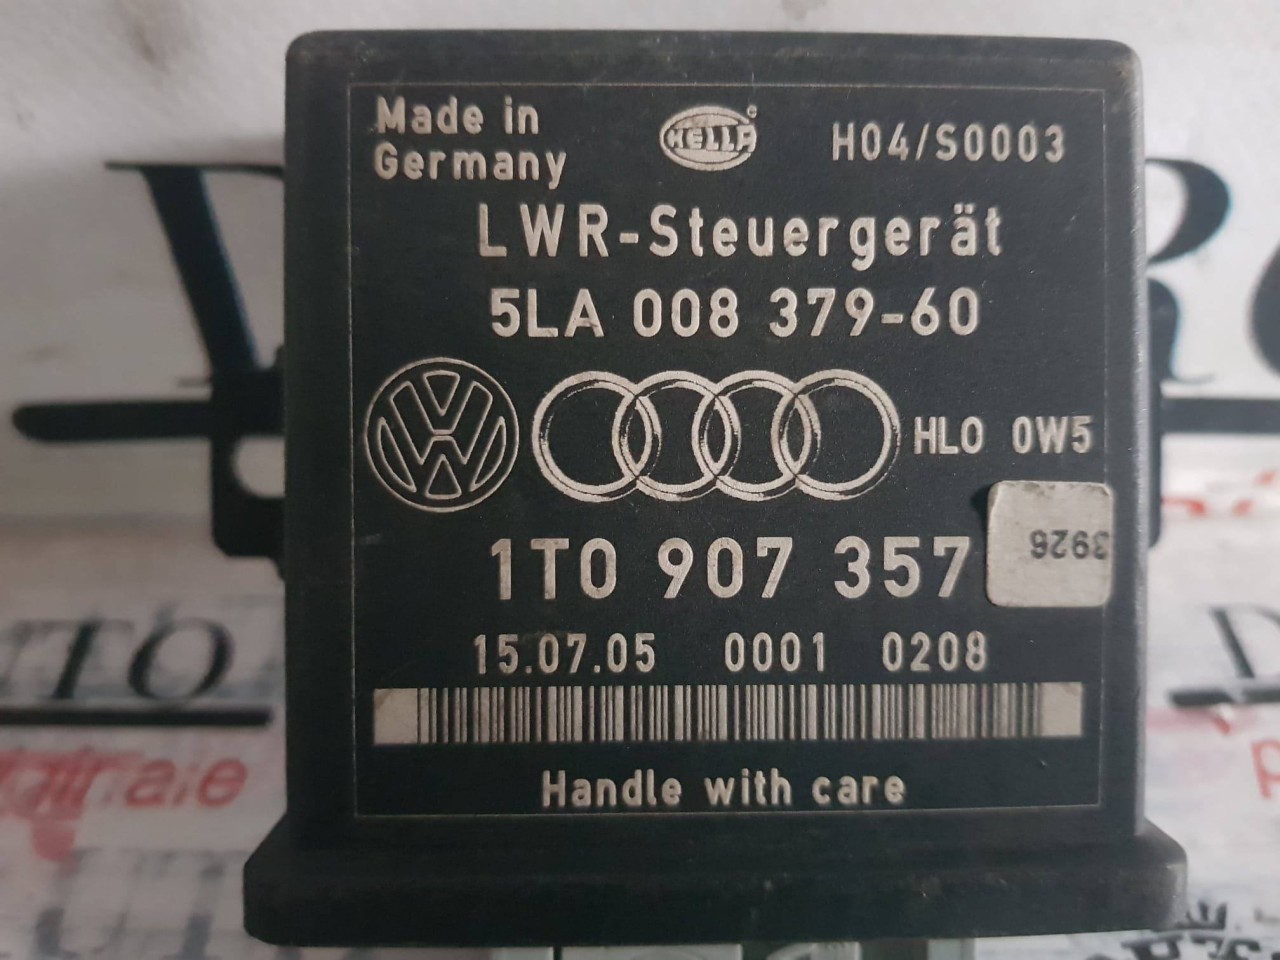 Made in
Germany
HELLA
H04/S0003
LWR-Steuergerät
5LA 008 379-60
HL0 0W5
1T0 907 357
3926
15.07.05 0001 0208
Handle with care